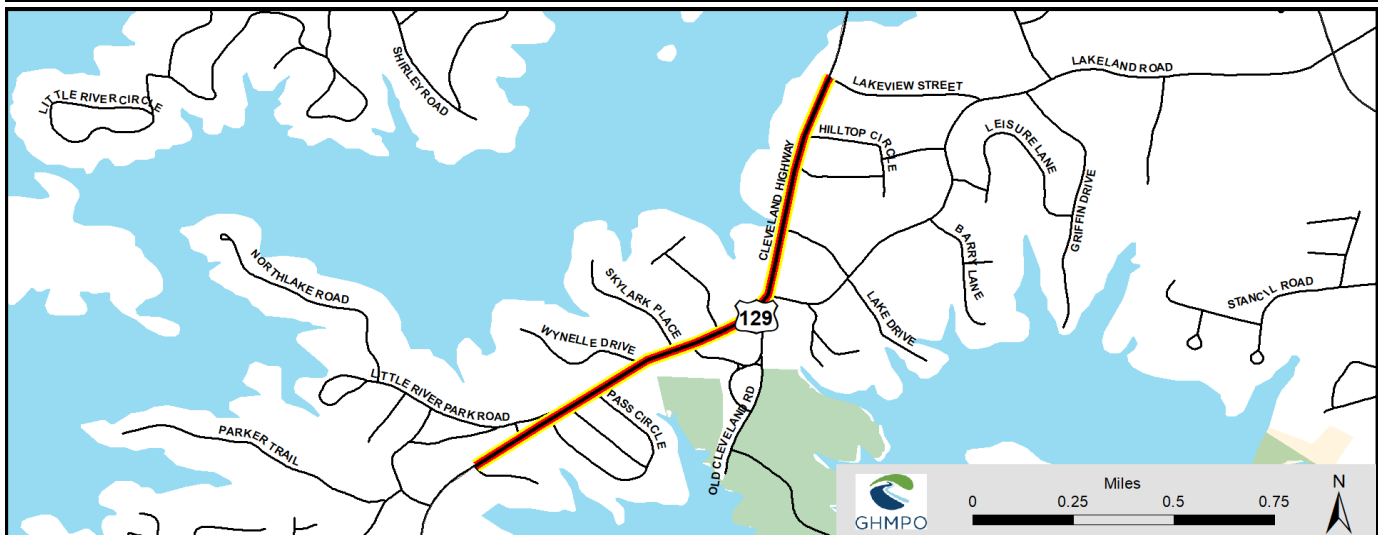 LAKELAND ROAD
SHIRLEY ROAD
LAKEVIEW STREET
LITTLE RIVER CIRCLE
HILLTOP CIRCLE
LEISURE LANE
CLEVELAND HIGHWAY
GRIFFIN DRIVE
BARRY LANE
NORTHLAKE ROAD
SKYLARK PLACE
STANCIL ROAD
LAKE DRIVE
129
WYNELLE DRIVE
LITTLE RIVER PARK ROAD
PASS CIRCLE
OLD CLEVELAND RD
PARKER TRAIL
GHMPO
Miles
0 0.25 0.5 0.75
N